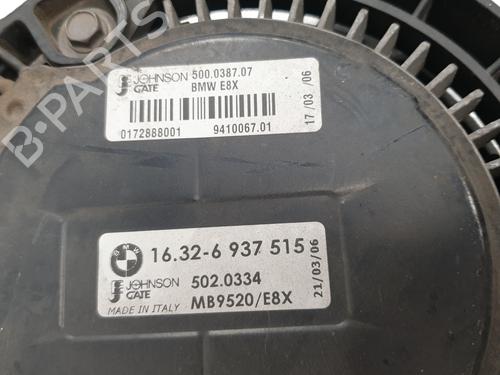 B-PARTS
JOHNSON GATE 500.0387.07
BMW E8X
0172888001 9410067.01
17/03/06
BMW 16.32-6 937 515
JOHNSON GATE 502.0334
MADE IN ITALY MB9520/E8X
21/03/06